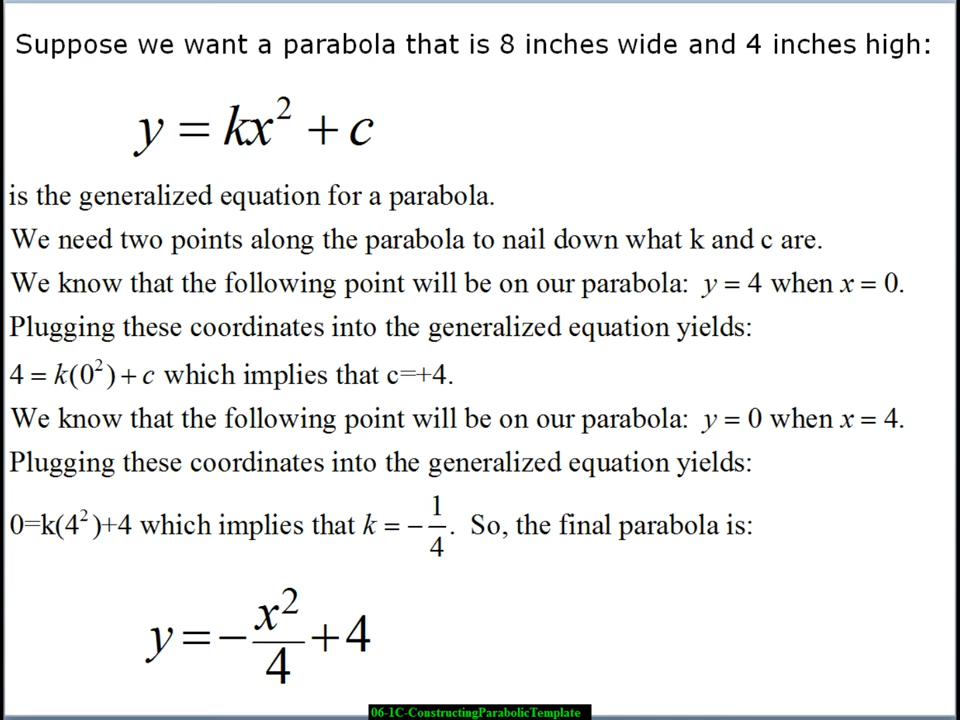 Suppose we want a parabola that is 8 inches wide and 4 inches high:
y = kx² + c
is the generalized equation for a parabola.
We need two points along the parabola to nail down what k and c are.
We know that the following point will be on our parabola: y = 4 when x = 0.
Plugging these coordinates into the generalized equation yields:
4 = k(0²) + c which implies that c=+4.
We know that the following point will be on our parabola: y = 0 when x = 4.
Plugging these coordinates into the generalized equation yields:
0=k(4²)+4 which implies that k = −1/4. So, the final parabola is:
y = −x²/4 + 4
06-1C-ConstructingParabolicTemplate